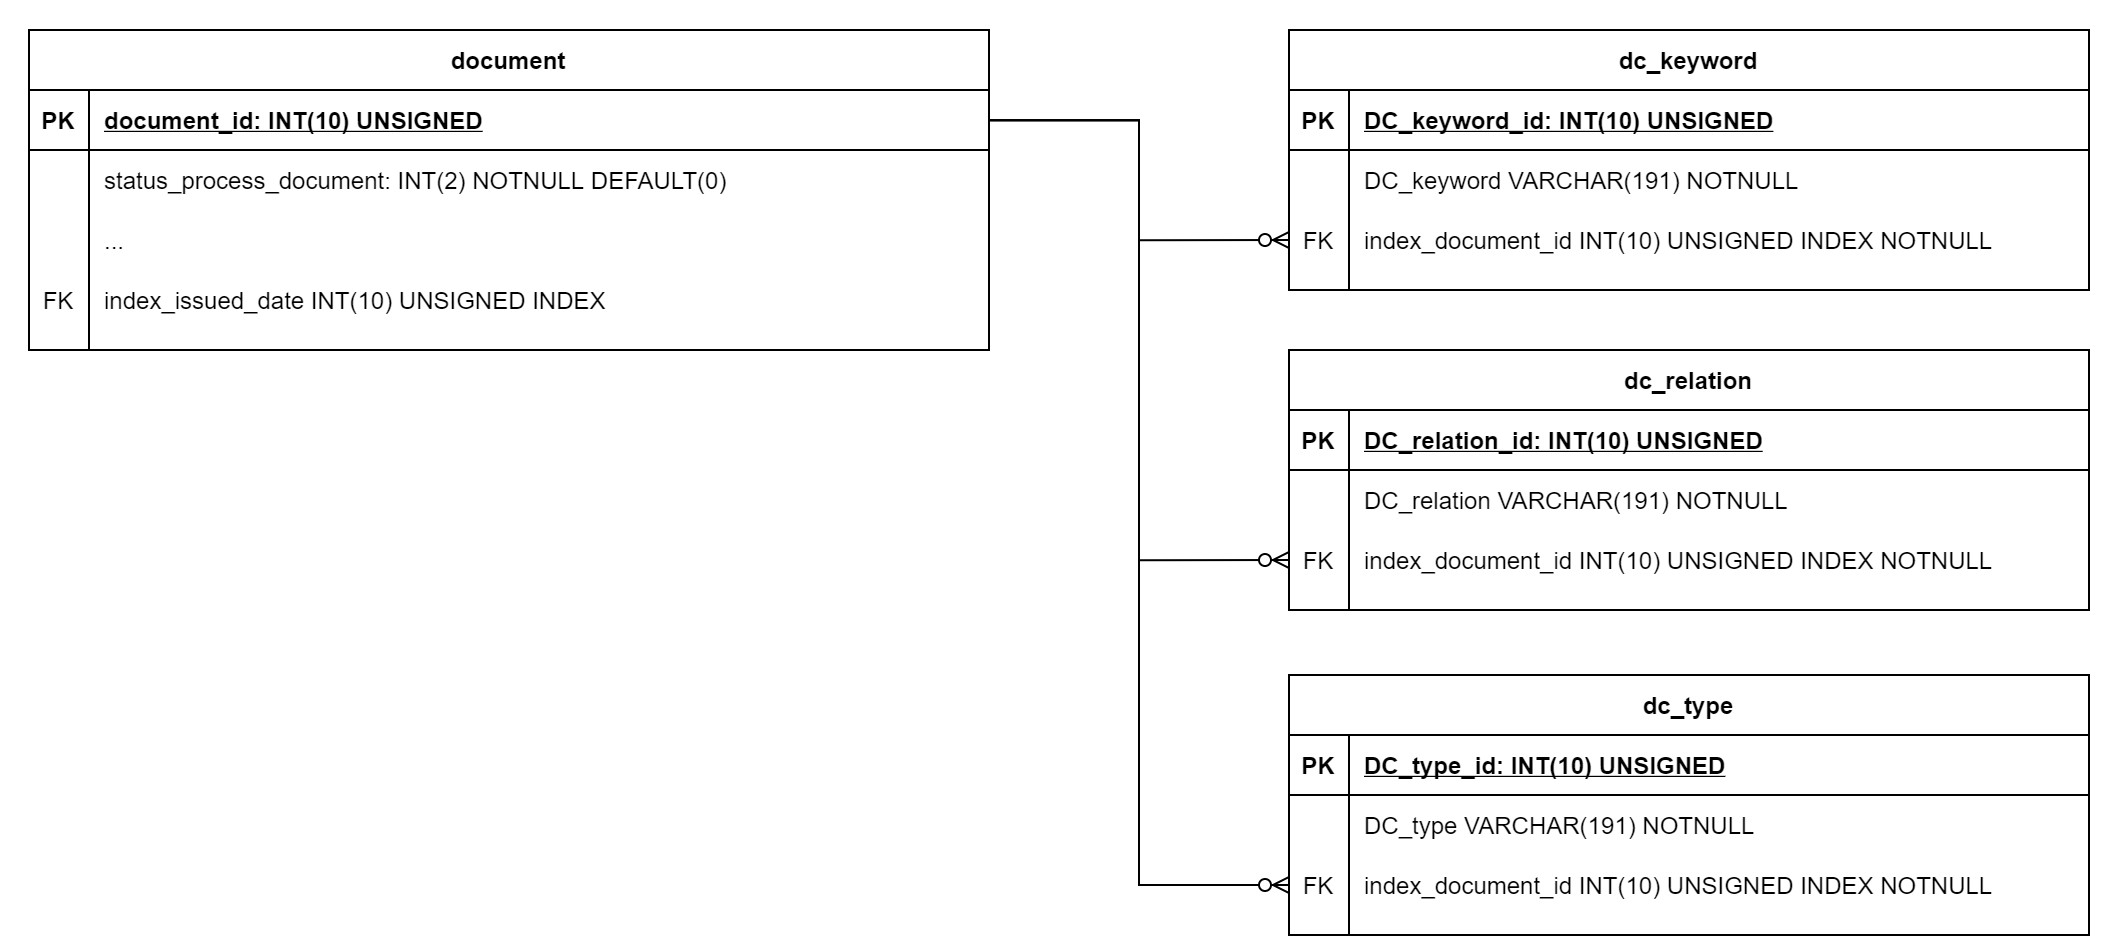 document
PK document_id: INT(10) UNSIGNED
status_process_document: INT(2) NOTNULL DEFAULT(0)
...
FK index_issued_date INT(10) UNSIGNED INDEX
dc_keyword
PK DC_keyword_id: INT(10) UNSIGNED
DC_keyword VARCHAR(191) NOTNULL
FK index_document_id INT(10) UNSIGNED INDEX NOTNULL
dc_relation
PK DC_relation_id: INT(10) UNSIGNED
DC_relation VARCHAR(191) NOTNULL
FK index_document_id INT(10) UNSIGNED INDEX NOTNULL
dc_type
PK DC_type_id: INT(10) UNSIGNED
DC_type VARCHAR(191) NOTNULL
FK index_document_id INT(10) UNSIGNED INDEX NOTNULL